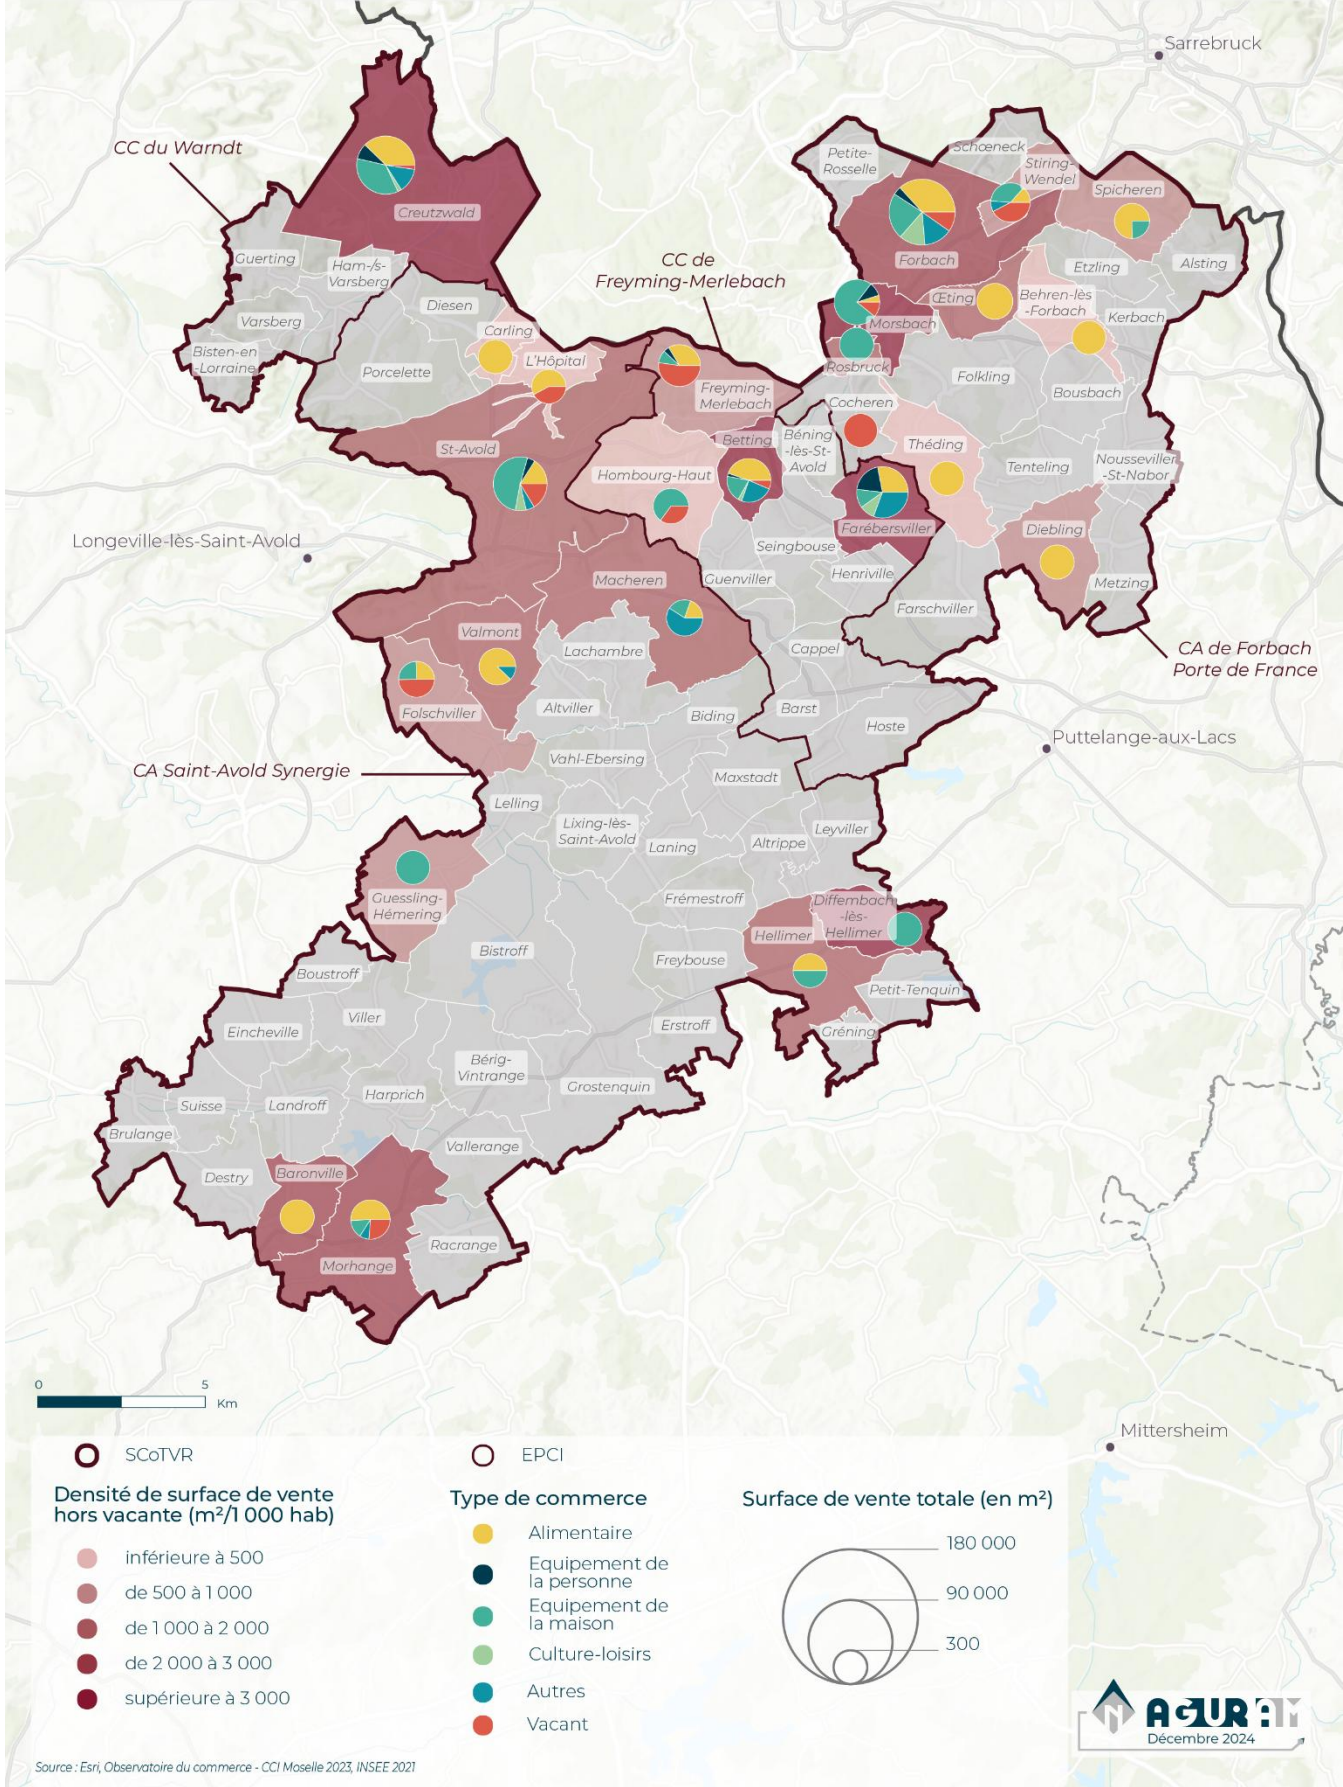 Sarrebruck
CC du Warndt
Petite-
Rosselle
Schœneck
Stiring-
Wendel
Spicheren
Creutzwald
Forbach
Guerting
Ham-/s-
Varsberg
CC de
Freyming-Merlebach
Etzling
Alsting
Diesen
Œting
Behren-lès
-Forbach
Kerbach
Varsberg
Carling
Morsbach
Bisten-en
-Lorraine
Porcelette
L'Hôpital
Rosbruck
Folkling
Freyming-
Merlebach
Bousbach
Cocheren
St-Avold
Betting
Béning
-lès-St-
Avold
Théding
Hombourg-Haut
Tenteling
Nousseviller
-St-Nabor
Longeville-lès-Saint-Avold
Farébersviller
Diebling
Seingbouse
Macheren
Guenviller
Henriville
Metzing
Farschviller
Valmont
Lachambre
Cappel
CA de Forbach
Porte de France
Folschviller
Altviller
Biding
Barst
Hoste
Puttelange-aux-Lacs
Vahl-Ebersing
CA Saint-Avold Synergie
Maxstadt
Lelling
Lixing-lès-
Saint-Avold
Laning
Altrippe
Leyviller
Guessling-
Hémering
Frémestroff
Diffembach
-lès-
Hellimer
Hellimer
Bistroff
Freybouse
Boustroff
Petit-Tenquin
Viller
Eincheville
Erstroff
Gréning
Bérig-
Vintrange
Grostenquin
Harprich
Suisse
Landroff
Brulange
Vallerange
Destry
Baronville
Racrange
Morhange
0 5
Km
Mittersheim
SCoTVR
EPCI
Densité de surface de vente
hors vacante (m²/1 000 hab)
inférieure à 500
de 500 à 1 000
de 1 000 à 2 000
de 2 000 à 3 000
supérieure à 3 000
Type de commerce
Alimentaire
Equipement de
la personne
Equipement de
la maison
Culture-loisirs
Autres
Vacant
Surface de vente totale (en m²)
180 000
90 000
300
N
AGURAM
Décembre 2024
Source : Esri, Observatoire du commerce - CCI Moselle 2023, INSEE 2021